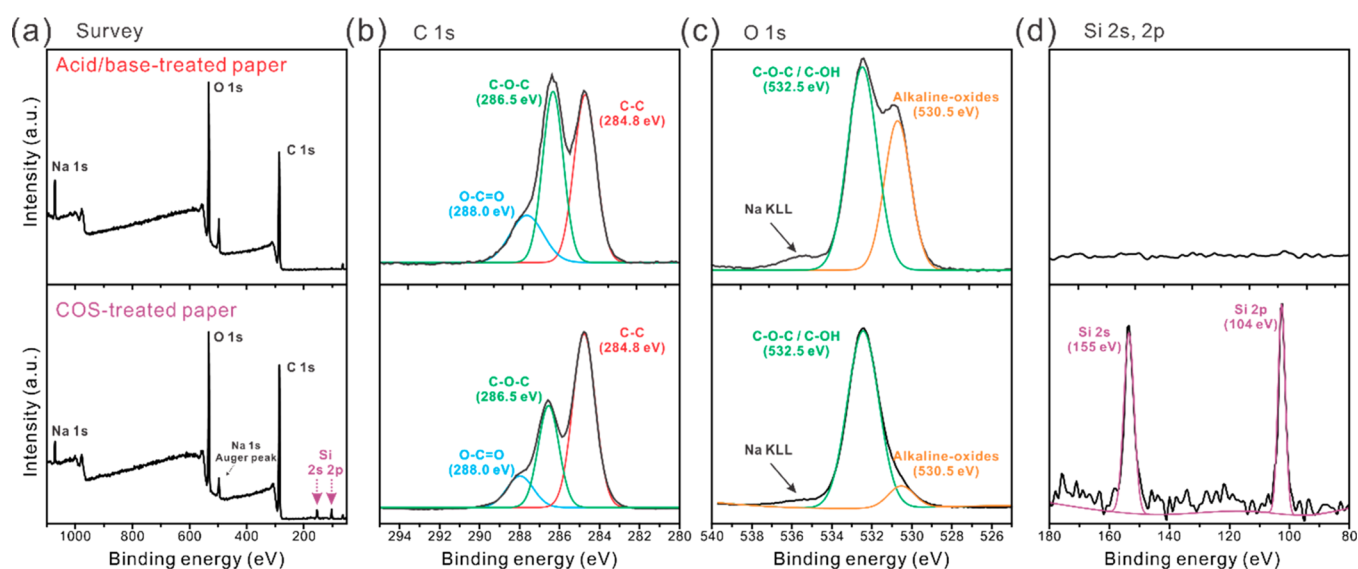 (a) Survey
Intensity (a.u.)
Acid/base-treated paper
O 1s
Na 1s
C 1s
COS-treated paper
O 1s
C 1s
Na 1s
Na 1s
Auger peak
Si
2s 2p
1000 800 600 400 200
Binding energy (eV)
(b) C 1s
Intensity (a.u.)
C-O-C
(286.5 eV)
C-C
(284.8 eV)
O-C=O
(288.0 eV)
C-C
(284.8 eV)
C-O-C
(286.5 eV)
O-C=O
(288.0 eV)
294 292 290 288 286 284 282 280
Binding energy (eV)
(c) O 1s
Intensity (a.u.)
C-O-C / C-OH
(532.5 eV)
Alkaline-oxides
(530.5 eV)
Na KLL
C-O-C / C-OH
(532.5 eV)
Na KLL
Alkaline-oxides
(530.5 eV)
540 538 536 534 532 530 528 526
Binding energy (eV)
(d) Si 2s, 2p
Intensity (a.u.)
Si 2s
(155 eV)
Si 2p
(104 eV)
180 160 140 120 100 80
Binding energy (eV)